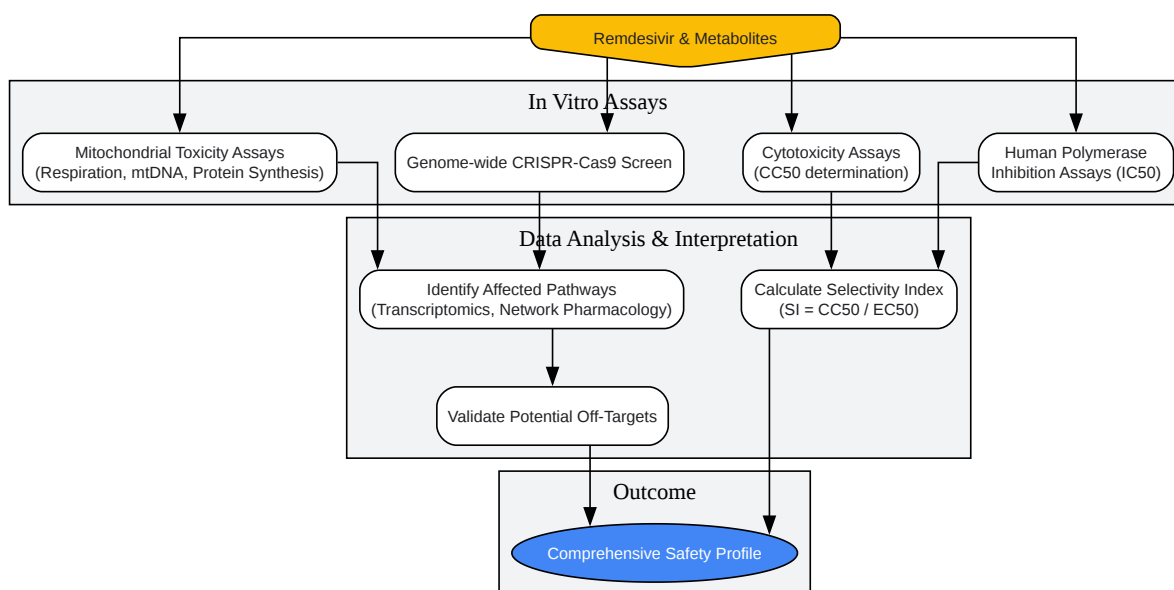 Remdesivir & Metabolites
In Vitro Assays
Mitochondrial Toxicity Assays
(Respiration, mtDNA, Protein Synthesis)
Genome-wide CRISPR-Cas9 Screen
Cytotoxicity Assays
(CC50 determination)
Human Polymerase
Inhibition Assays (IC50)
Data Analysis & Interpretation
Identify Affected Pathways
(Transcriptomics, Network Pharmacology)
Calculate Selectivity Index
(SI = CC50 / EC50)
Validate Potential Off-Targets
Outcome
Comprehensive Safety Profile